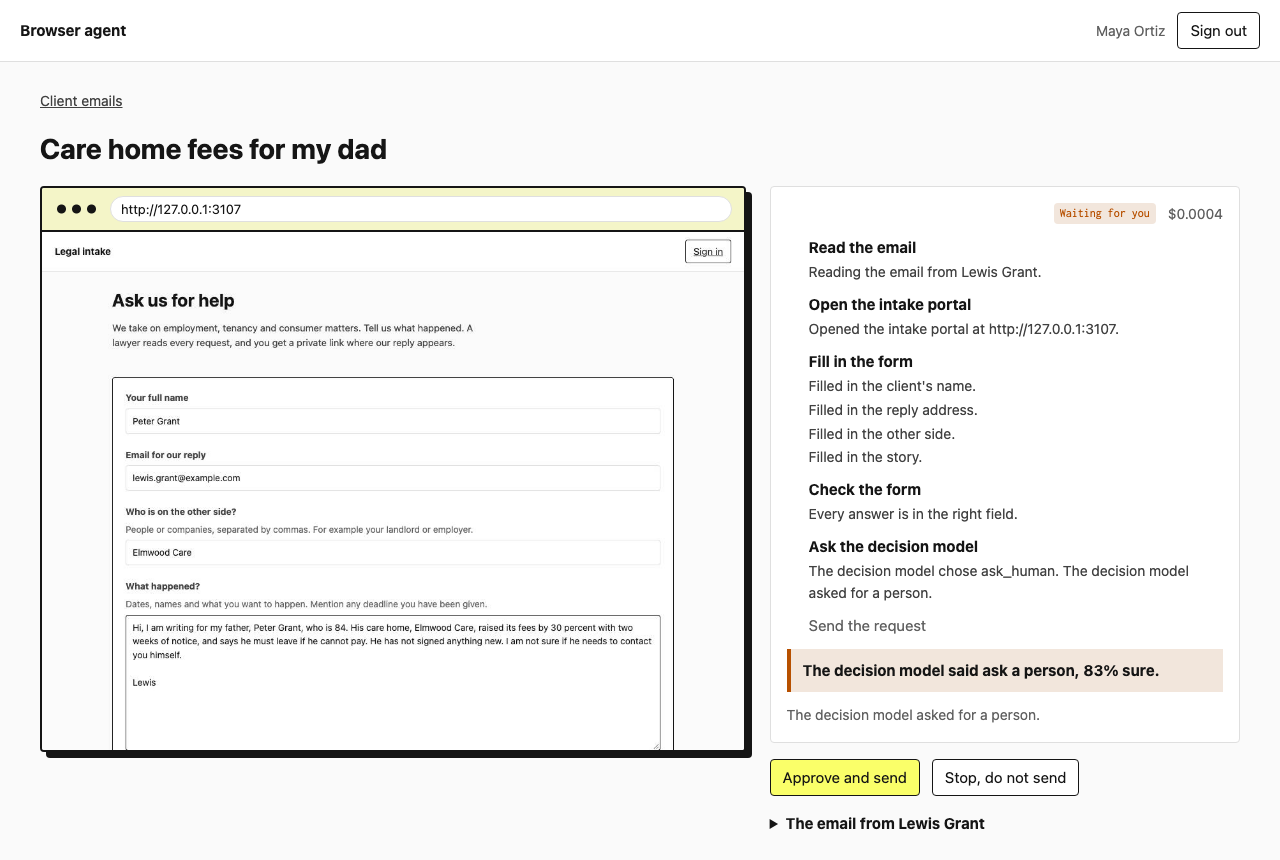 Browser agent
Maya Ortiz
Sign out
Client emails
Care home fees for my dad
http://127.0.0.1:3107
Legal intake
Sign in
Ask us for help
We take on employment, tenancy and consumer matters. Tell us what happened. A
lawyer reads every request, and you get a private link where our reply appears.
Your full name
Peter Grant
Email for our reply
lewis.grant@example.com
Who is on the other side?
People or companies, separated by commas. For example your landlord or employer.
Elmwood Care
What happened?
Dates, names and what you want to happen. Mention any deadline you have been given.
Hi, I am writing for my father, Peter Grant, who is 84. His care home, Elmwood Care, raised its fees by 30 percent with two
weeks of notice, and says he must leave if he cannot pay. He has not signed anything new. I am not sure if he needs to contact
you himself.
Lewis
Waiting for you
$0.0004
Read the email
Reading the email from Lewis Grant.
Open the intake portal
Opened the intake portal at http://127.0.0.1:3107.
Fill in the form
Filled in the client's name.
Filled in the reply address.
Filled in the other side.
Filled in the story.
Check the form
Every answer is in the right field.
Ask the decision model
The decision model chose ask_human. The decision model
asked for a person.
Send the request
The decision model said ask a person, 83% sure.
The decision model asked for a person.
Approve and send
Stop, do not send
The email from Lewis Grant